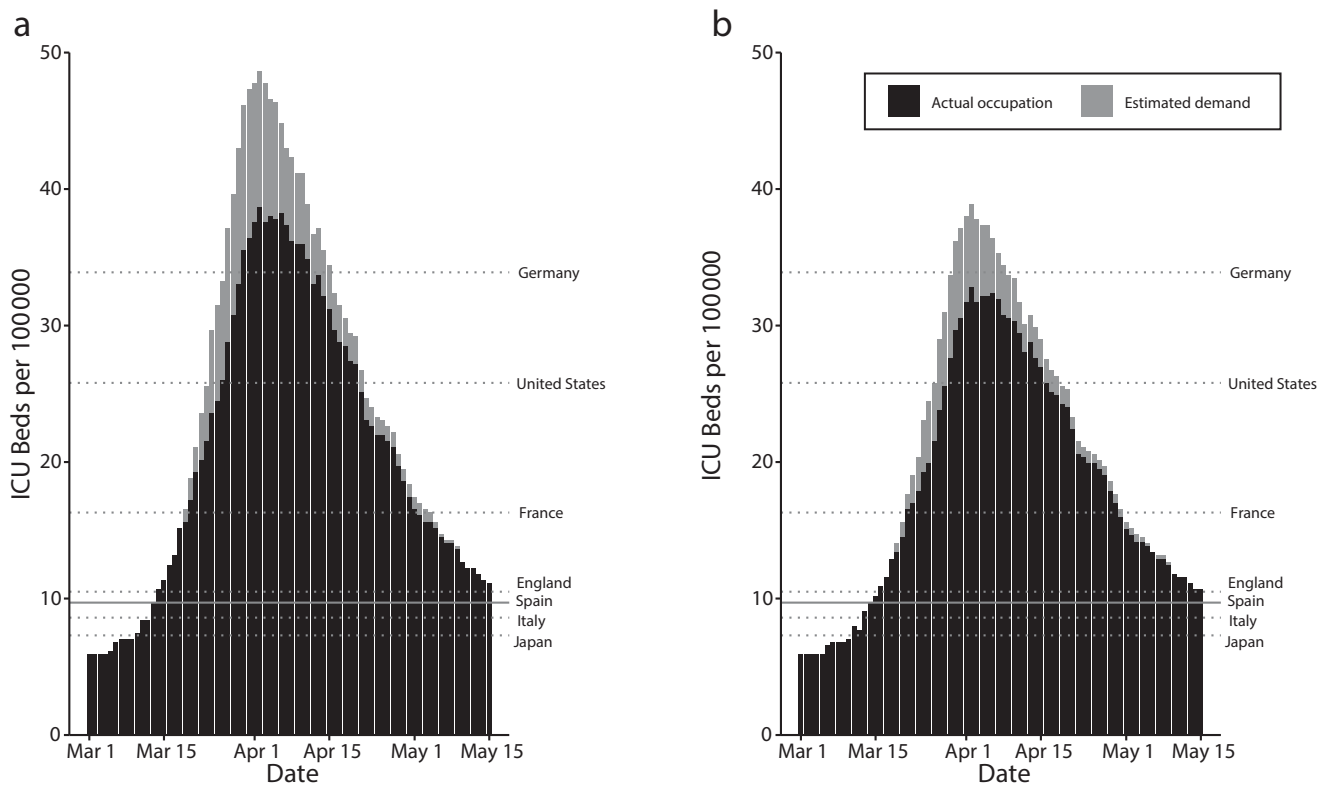 a
50
40
30
20
10
0
ICU Beds per 100000
Germany
United States
France
England
Spain
Italy
Japan
Mar 1 Mar 15 Apr 1 Apr 15 May 1 May 15
Date
b
Actual occupation Estimated demand
50
40
30
20
10
0
ICU Beds per 100000
Germany
United States
France
England
Spain
Italy
Japan
Mar 1 Mar 15 Apr 1 Apr 15 May 1 May 15
Date